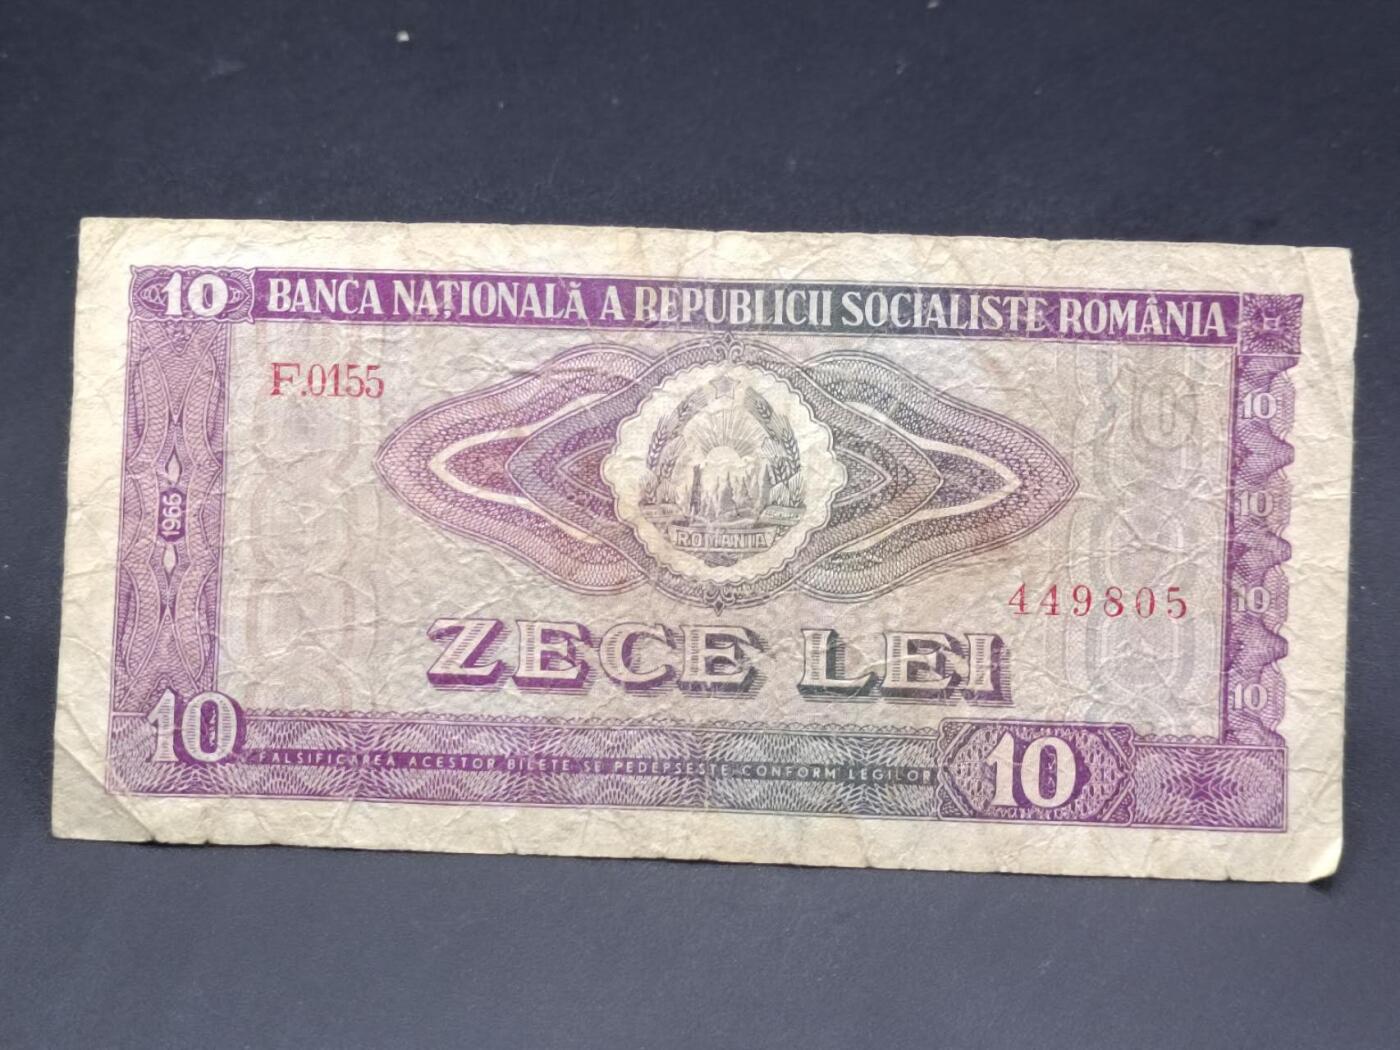 10 BANCA NAȚIONALĂ A REPUBLICII SOCIALISTE ROMÂNIA
F.0155
10
1966
10
ROMANIA
449805
10
ZECE LEI
10
10
FALSIFICAREA ACESTOR BILETE SE PEDEPSESTE CONFORM LEGILOR
10